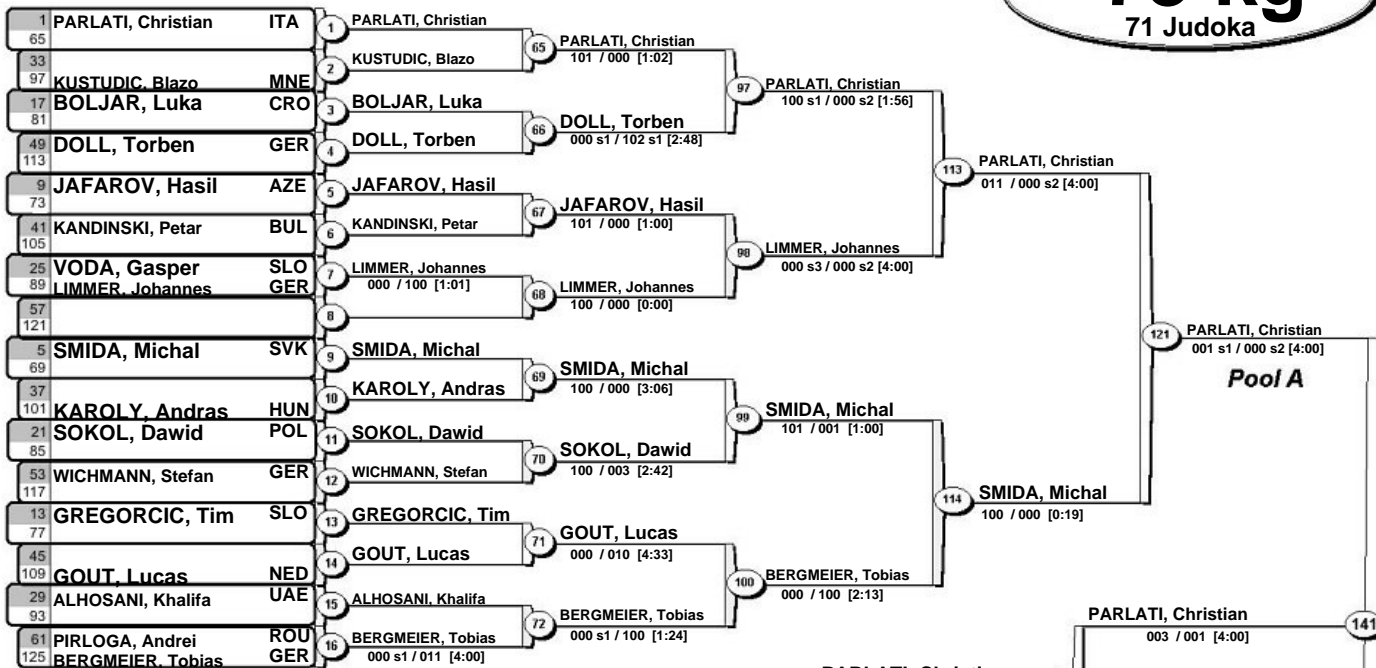 71 Judoka
1 PARLATI, Christian ITA
65
33
97 KUSTUDIC, Blazo MNE
17 BOLJAR, Luka CRO
81
49 DOLL, Torben GER
113
9 JAFAROV, Hasil AZE
73
41 KANDINSKI, Petar BUL
105
25 VODA, Gasper SLO
89 LIMMER, Johannes GER
57
121
5 SMIDA, Michal SVK
69
37
101 KAROLY, Andras HUN
21 SOKOL, Dawid POL
85
53 WICHMANN, Stefan GER
117
13 GREGORCIC, Tim SLO
77
45
109 GOUT, Lucas NED
29 ALHOSANI, Khalifa UAE
93
61 PIRLOGA, Andrei ROU
125 BERGMEIER, Tobias GER
1 PARLATI, Christian
2 KUSTUDIC, Blazo
3 BOLJAR, Luka
4 DOLL, Torben
5 JAFAROV, Hasil
6 KANDINSKI, Petar
7 LIMMER, Johannes
000 / 100 [1:01]
8
9 SMIDA, Michal
10 KAROLY, Andras
11 SOKOL, Dawid
12 WICHMANN, Stefan
13 GREGORCIC, Tim
14 GOUT, Lucas
15 ALHOSANI, Khalifa
16 BERGMEIER, Tobias
000 s1 / 011 [4:00]
65 PARLATI, Christian
101 / 000 [1:02]
66 DOLL, Torben
000 s1 / 102 s1 [2:48]
67 JAFAROV, Hasil
101 / 000 [1:00]
68 LIMMER, Johannes
100 / 000 [0:00]
69 SMIDA, Michal
100 / 000 [3:06]
70 SOKOL, Dawid
100 / 003 [2:42]
71 GOUT, Lucas
000 / 010 [4:33]
72 BERGMEIER, Tobias
000 s1 / 100 [1:24]
97 PARLATI, Christian
100 s1 / 000 s2 [1:56]
98 LIMMER, Johannes
000 s3 / 000 s2 [4:00]
99 SMIDA, Michal
101 / 001 [1:00]
100 BERGMEIER, Tobias
000 / 100 [2:13]
113 PARLATI, Christian
011 / 000 s2 [4:00]
114 SMIDA, Michal
100 / 000 [0:19]
121 PARLATI, Christian
001 s1 / 000 s2 [4:00]
Pool A
PARLATI, Christian
003 / 001 [4:00]
141